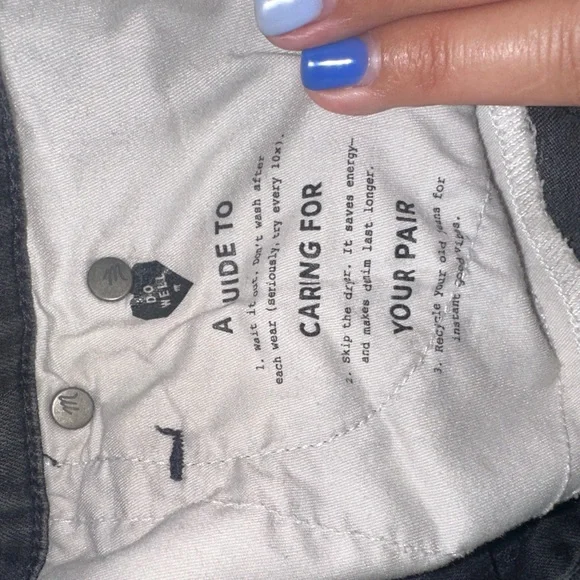 DO
WELL
A GUIDE TO
1. Wait it out. Don't wash after
each wear (seriously, try every 10x).
CARING FOR
2. Skip the dryer. It saves energy—
and makes denim last longer.
YOUR PAIR
3. Recycle your old jeans for
instant good vibes.
M
M